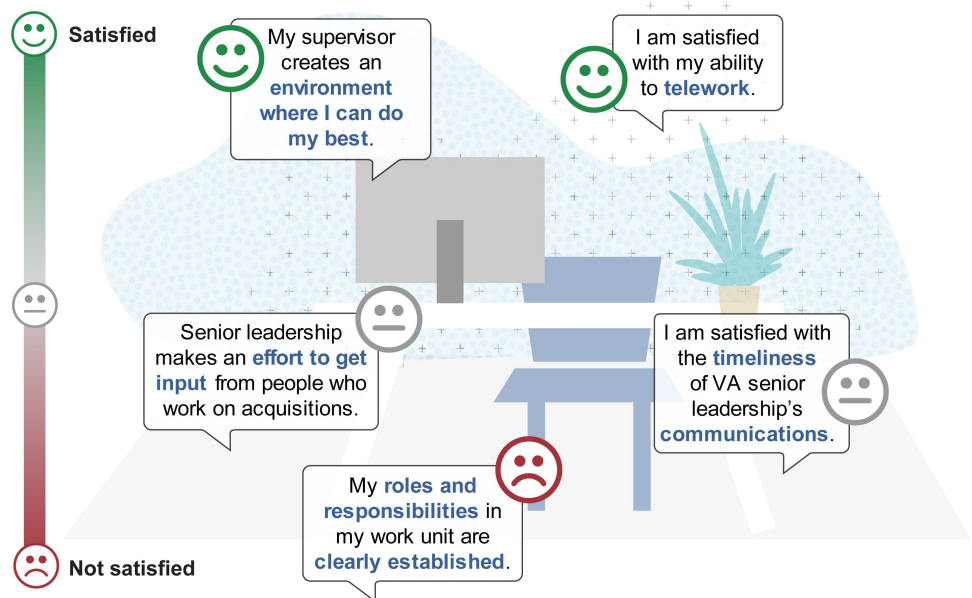 Satisfied
My supervisor
creates an
environment
where I can do
my best.
I am satisfied
with my ability
to telework.
Senior leadership
makes an effort to get
input from people who
work on acquisitions.
I am satisfied with
the timeliness
of VA senior
leadership's
communications.
My roles and
responsibilities in
my work unit are
clearly established.
Not satisfied